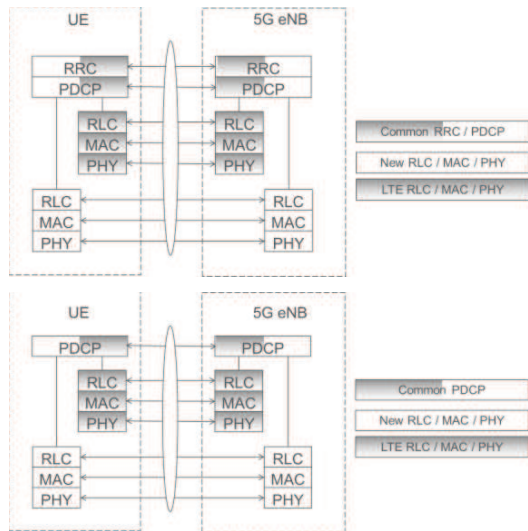 UE 5G eNB
RRC RRC
PDCP PDCP
RLC RLC
MAC MAC
PHY PHY
RLC RLC
MAC MAC
PHY PHY
Common RRC / PDCP
New RLC / MAC / PHY
LTE RLC / MAC / PHY
UE 5G eNB
PDCP PDCP
RLC RLC
MAC MAC
PHY PHY
RLC RLC
MAC MAC
PHY PHY
Common PDCP
New RLC / MAC / PHY
LTE RLC / MAC / PHY